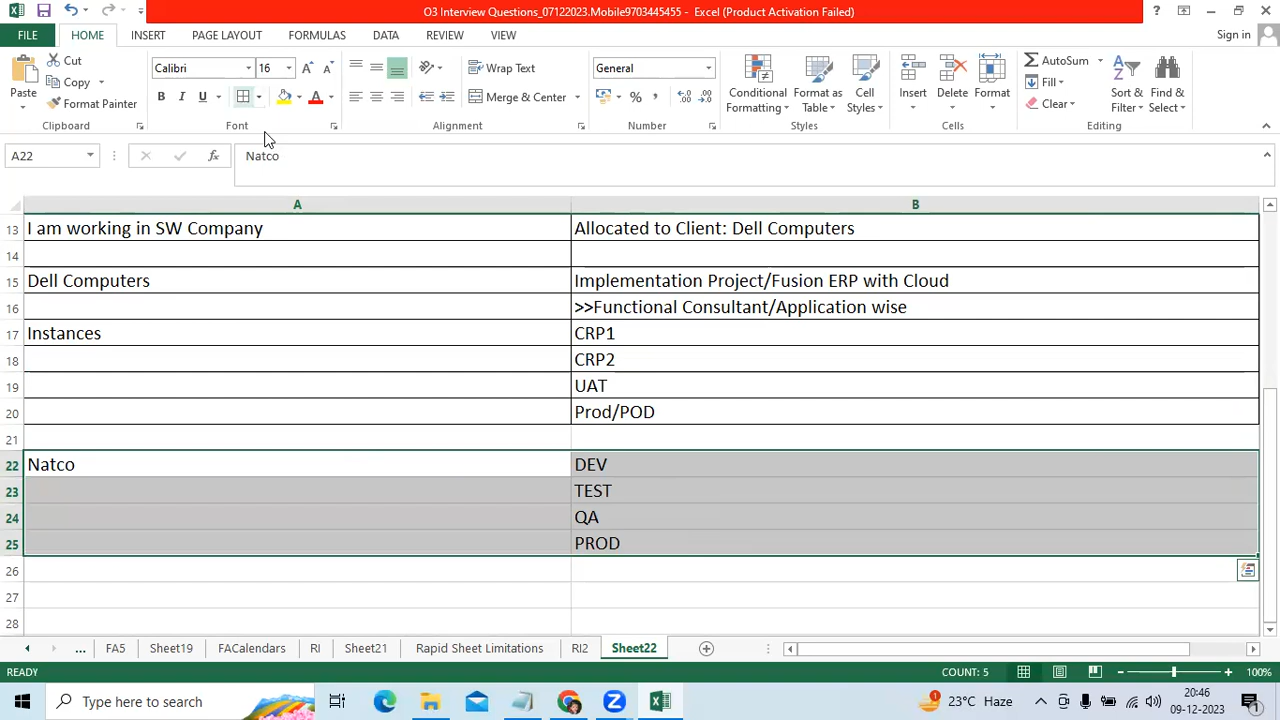 O3 Interview Questions_07122023.Mobile9703445455 - Excel (Product Activation Failed)
FILE HOME INSERT PAGE LAYOUT FORMULAS DATA REVIEW VIEW Sign in
Cut
Copy
Format Painter
Paste
Clipboard
Calibri 16
B I U
Font
Wrap Text
Merge & Center
Alignment
General
%
Number
Conditional Formatting
Format as Table
Cell Styles
Styles
Insert Delete Format
Cells
AutoSum
Fill
Clear
Sort & Filter
Find & Select
Editing
A22 fx Natco
A B
13 I am working in SW Company Allocated to Client: Dell Computers
14
15 Dell Computers Implementation Project/Fusion ERP with Cloud
16 >>Functional Consultant/Application wise
17 Instances CRP1
18 CRP2
19 UAT
20 Prod/POD
21
22 Natco DEV
23 TEST
24 QA
25 PROD
26
27
28
... FA5 Sheet19 FACalendars RI Sheet21 Rapid Sheet Limitations RI2 Sheet22
READY COUNT: 5 100%
Type here to search 23°C Haze 20:46
09-12-2023